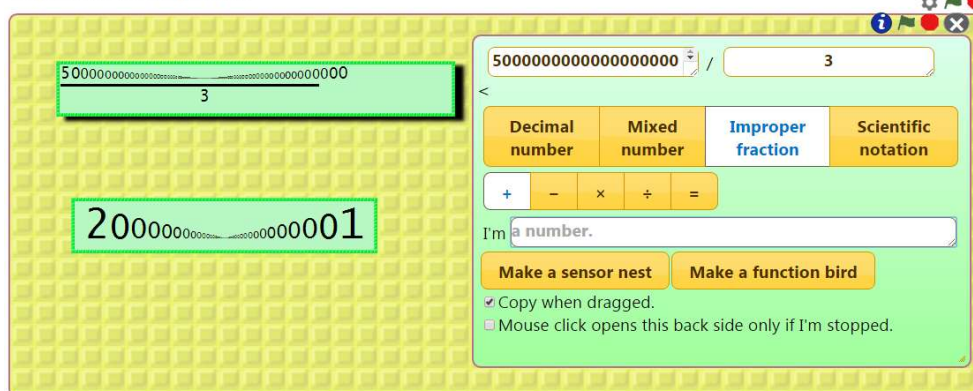 3
5000000000000000000 / 3
<
Decimal number
Mixed number
Improper fraction
Scientific notation
+ − × ÷ =
I'm a number.
Make a sensor nest
Make a function bird
Copy when dragged.
Mouse click opens this back side only if I'm stopped.